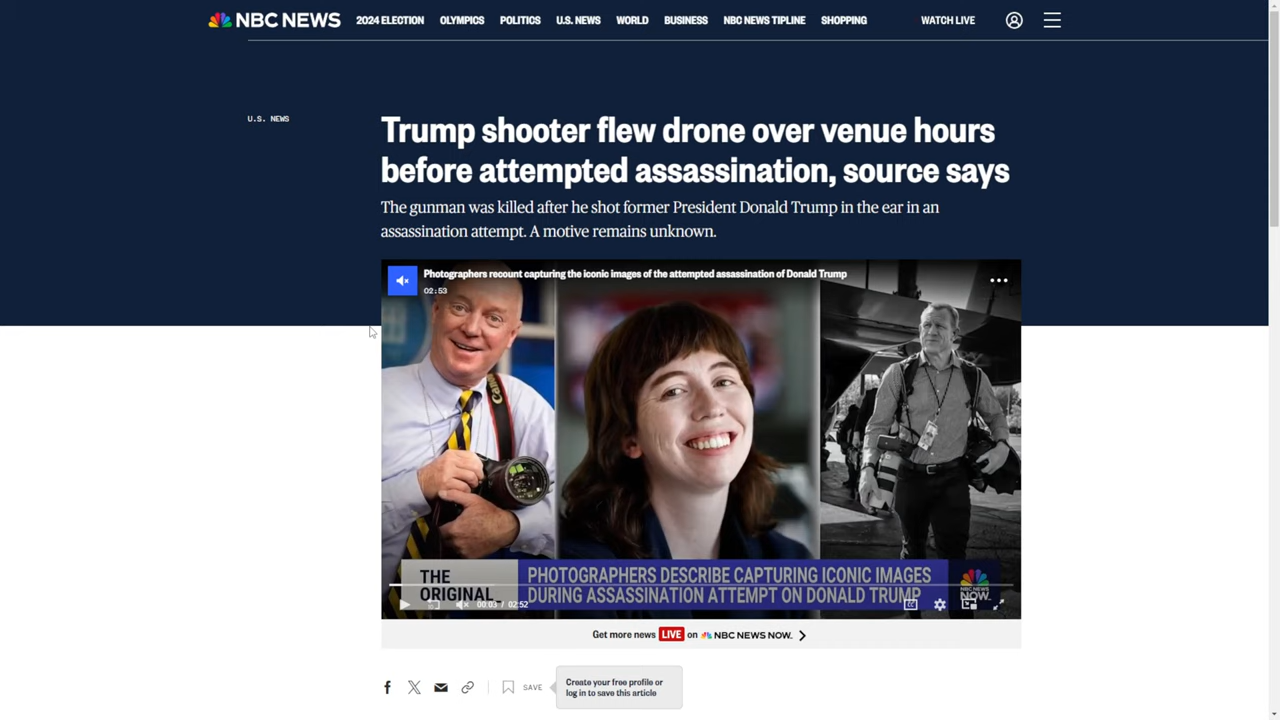 NBC NEWS 2024 ELECTION OLYMPICS POLITICS U.S. NEWS WORLD BUSINESS NBC NEWS TIPLINE SHOPPING WATCH LIVE
U.S. NEWS
Trump shooter flew drone over venue hours
before attempted assassination, source says
The gunman was killed after he shot former President Donald Trump in the ear in an
assassination attempt. A motive remains unknown.
Photographers recount capturing the iconic images of the attempted assassination of Donald Trump
02:53
Canon
THE
ORIGINAL
PHOTOGRAPHERS DESCRIBE CAPTURING ICONIC IMAGES
DURING ASSASSINATION ATTEMPT ON DONALD TRUMP
NBC NEWS
NOW.
00:03 / 02:52
Get more news LIVE on NBC NEWS NOW.
SAVE
Create your free profile or
log in to save this article